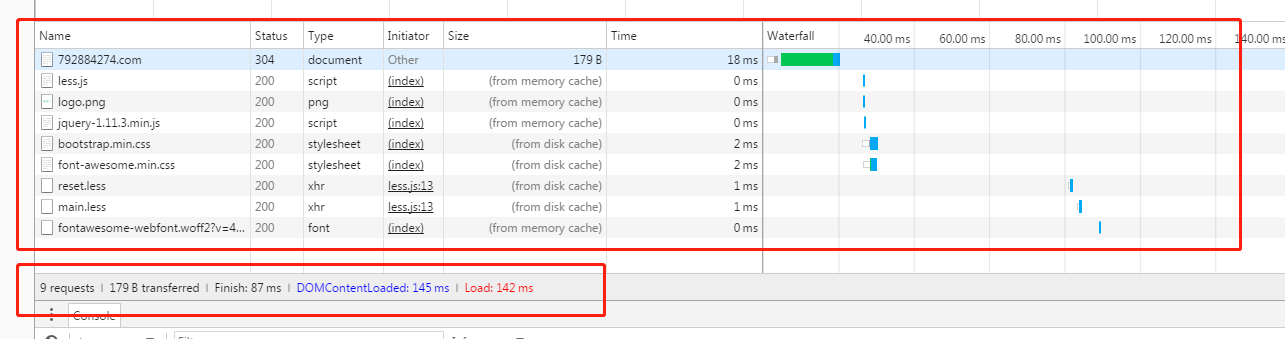 Name Status Type Initiator Size Time Waterfall 40.00 ms 60.00 ms 80.00 ms 100.00 ms 120.00 ms 140.00 ms
792884274.com 304 document Other 179 B 18 ms
less.js 200 script (index) (from memory cache) 0 ms
logo.png 200 png (index) (from memory cache) 0 ms
jquery-1.11.3.min.js 200 script (index) (from memory cache) 0 ms
bootstrap.min.css 200 stylesheet (index) (from disk cache) 2 ms
font-awesome.min.css 200 stylesheet (index) (from disk cache) 2 ms
reset.less 200 xhr less.js:13 (from disk cache) 1 ms
main.less 200 xhr less.js:13 (from disk cache) 1 ms
fontawesome-webfont.woff2?v=4... 200 font (index) (from memory cache) 0 ms
9 requests | 179 B transferred | Finish: 87 ms | DOMContentLoaded: 145 ms | Load: 142 ms
Console